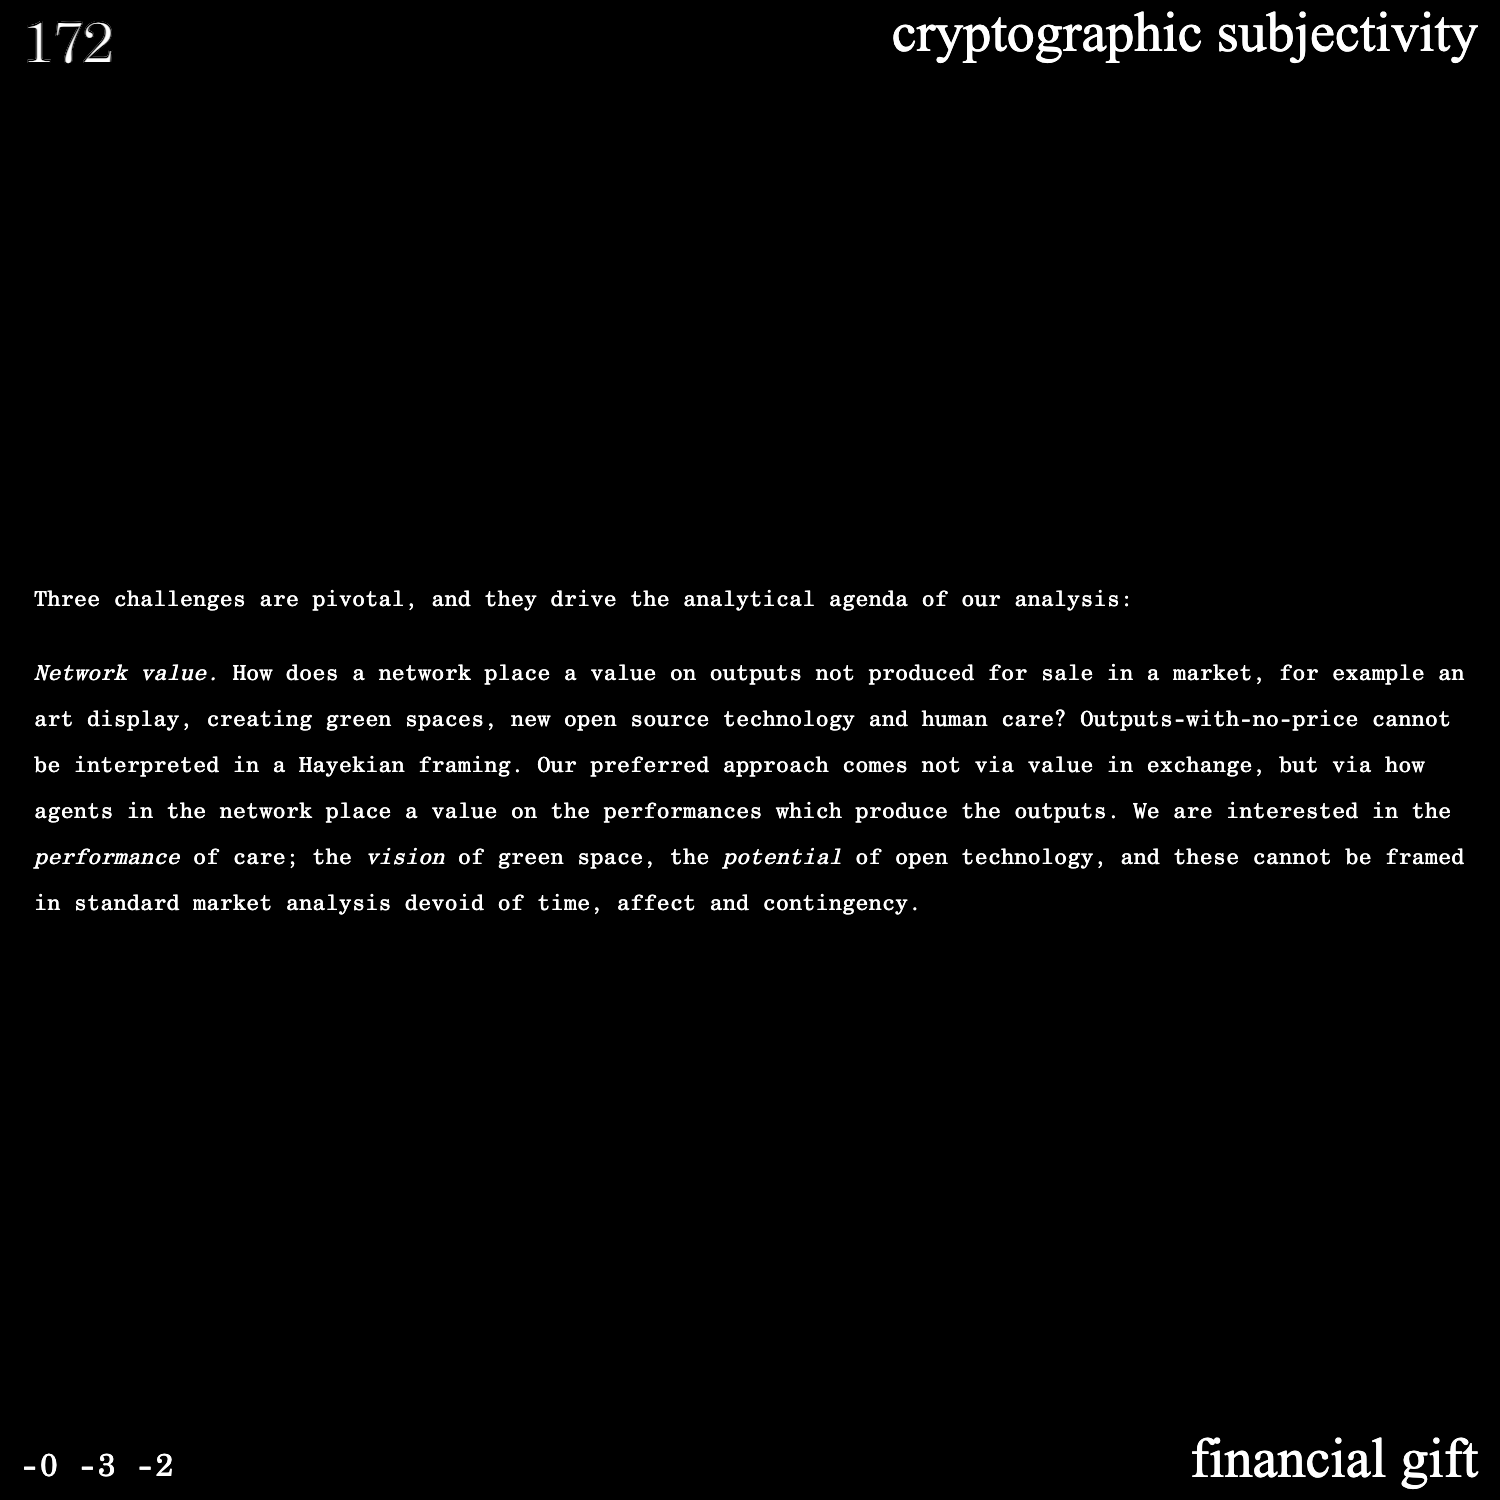 172
cryptographic subjectivity
Three challenges are pivotal, and they drive the analytical agenda of our analysis:
Network value. How does a network place a value on outputs not produced for sale in a market, for example an
art display, creating green spaces, new open source technology and human care? Outputs-with-no-price cannot
be interpreted in a Hayekian framing. Our preferred approach comes not via value in exchange, but via how
agents in the network place a value on the performances which produce the outputs. We are interested in the
performance of care; the vision of green space, the potential of open technology, and these cannot be framed
in standard market analysis devoid of time, affect and contingency.
-0 -3 -2
financial gift